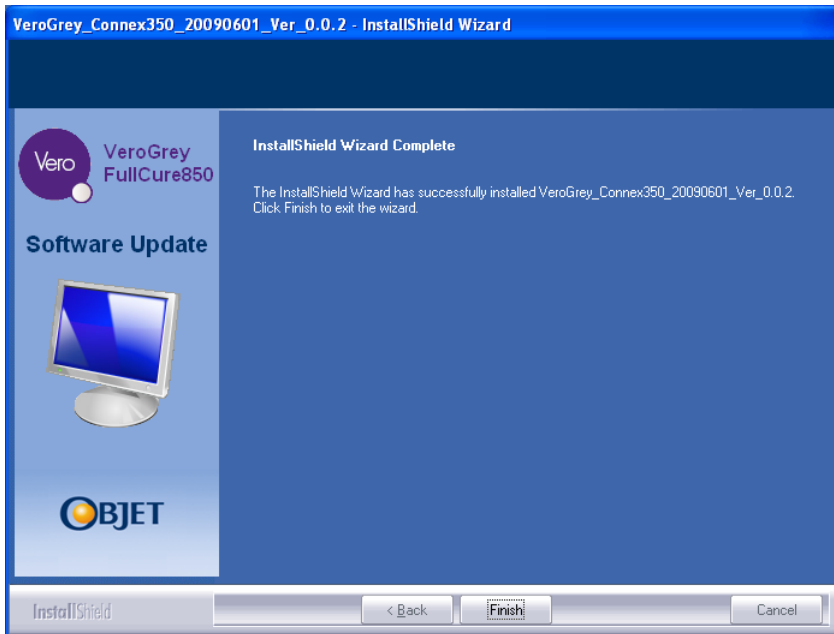 VeroGrey_Connex350_20090601_Ver_0.0.2 - InstallShield Wizard
Vero
VeroGrey
FullCure850
Software Update
OBJET
InstallShield Wizard Complete
The InstallShield Wizard has successfully installed VeroGrey_Connex350_20090601_Ver_0.0.2.
Click Finish to exit the wizard.
InstallShield
< Back
Finish
Cancel